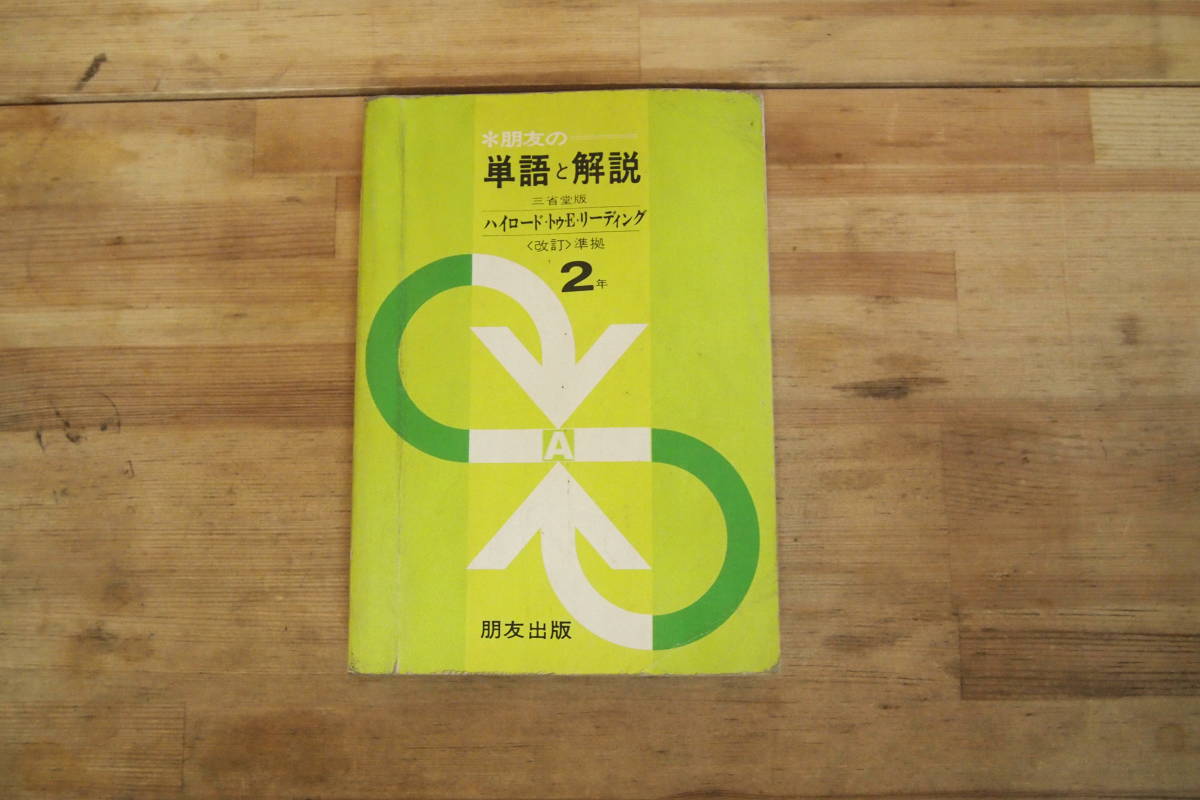 ＊朋友の
単語と解説
三省堂版
ハイロード・トゥ・E・リーディング
〈改訂〉準拠
2年
A
朋友出版